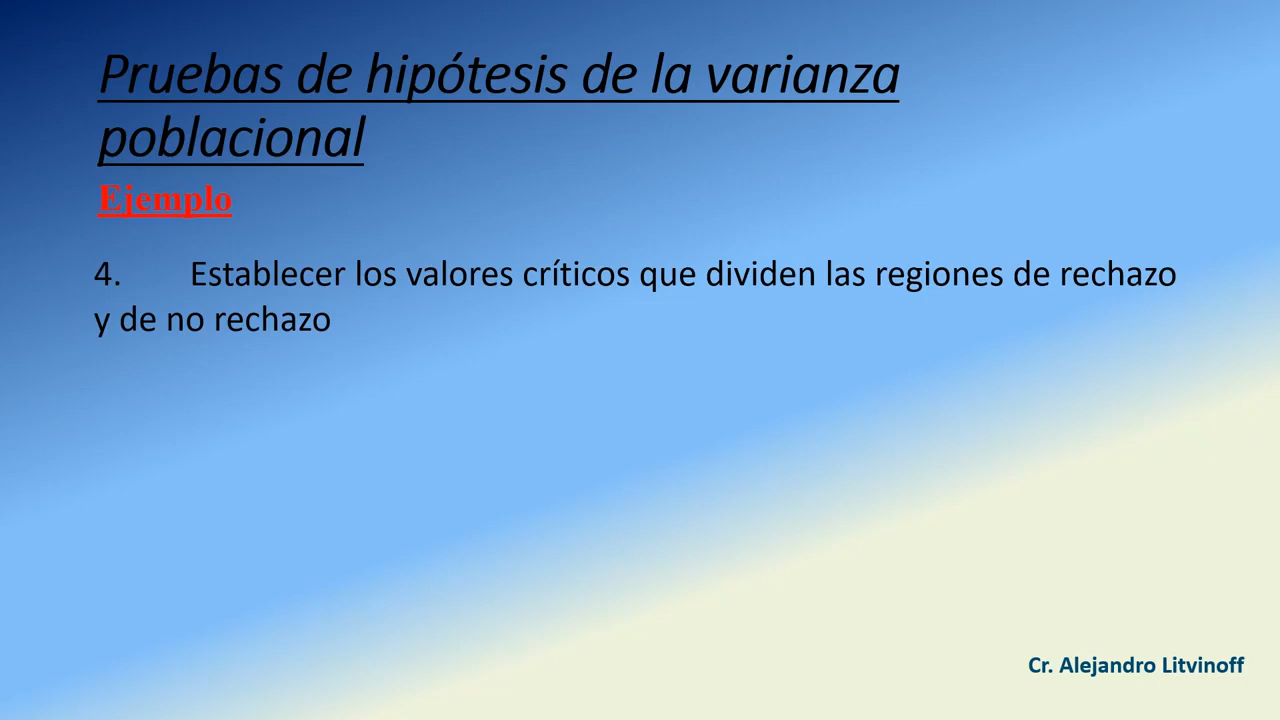 Pruebas de hipótesis de la varianza
poblacional
Ejemplo
4. Establecer los valores críticos que dividen las regiones de rechazo
y de no rechazo
Cr. Alejandro Litvinoff